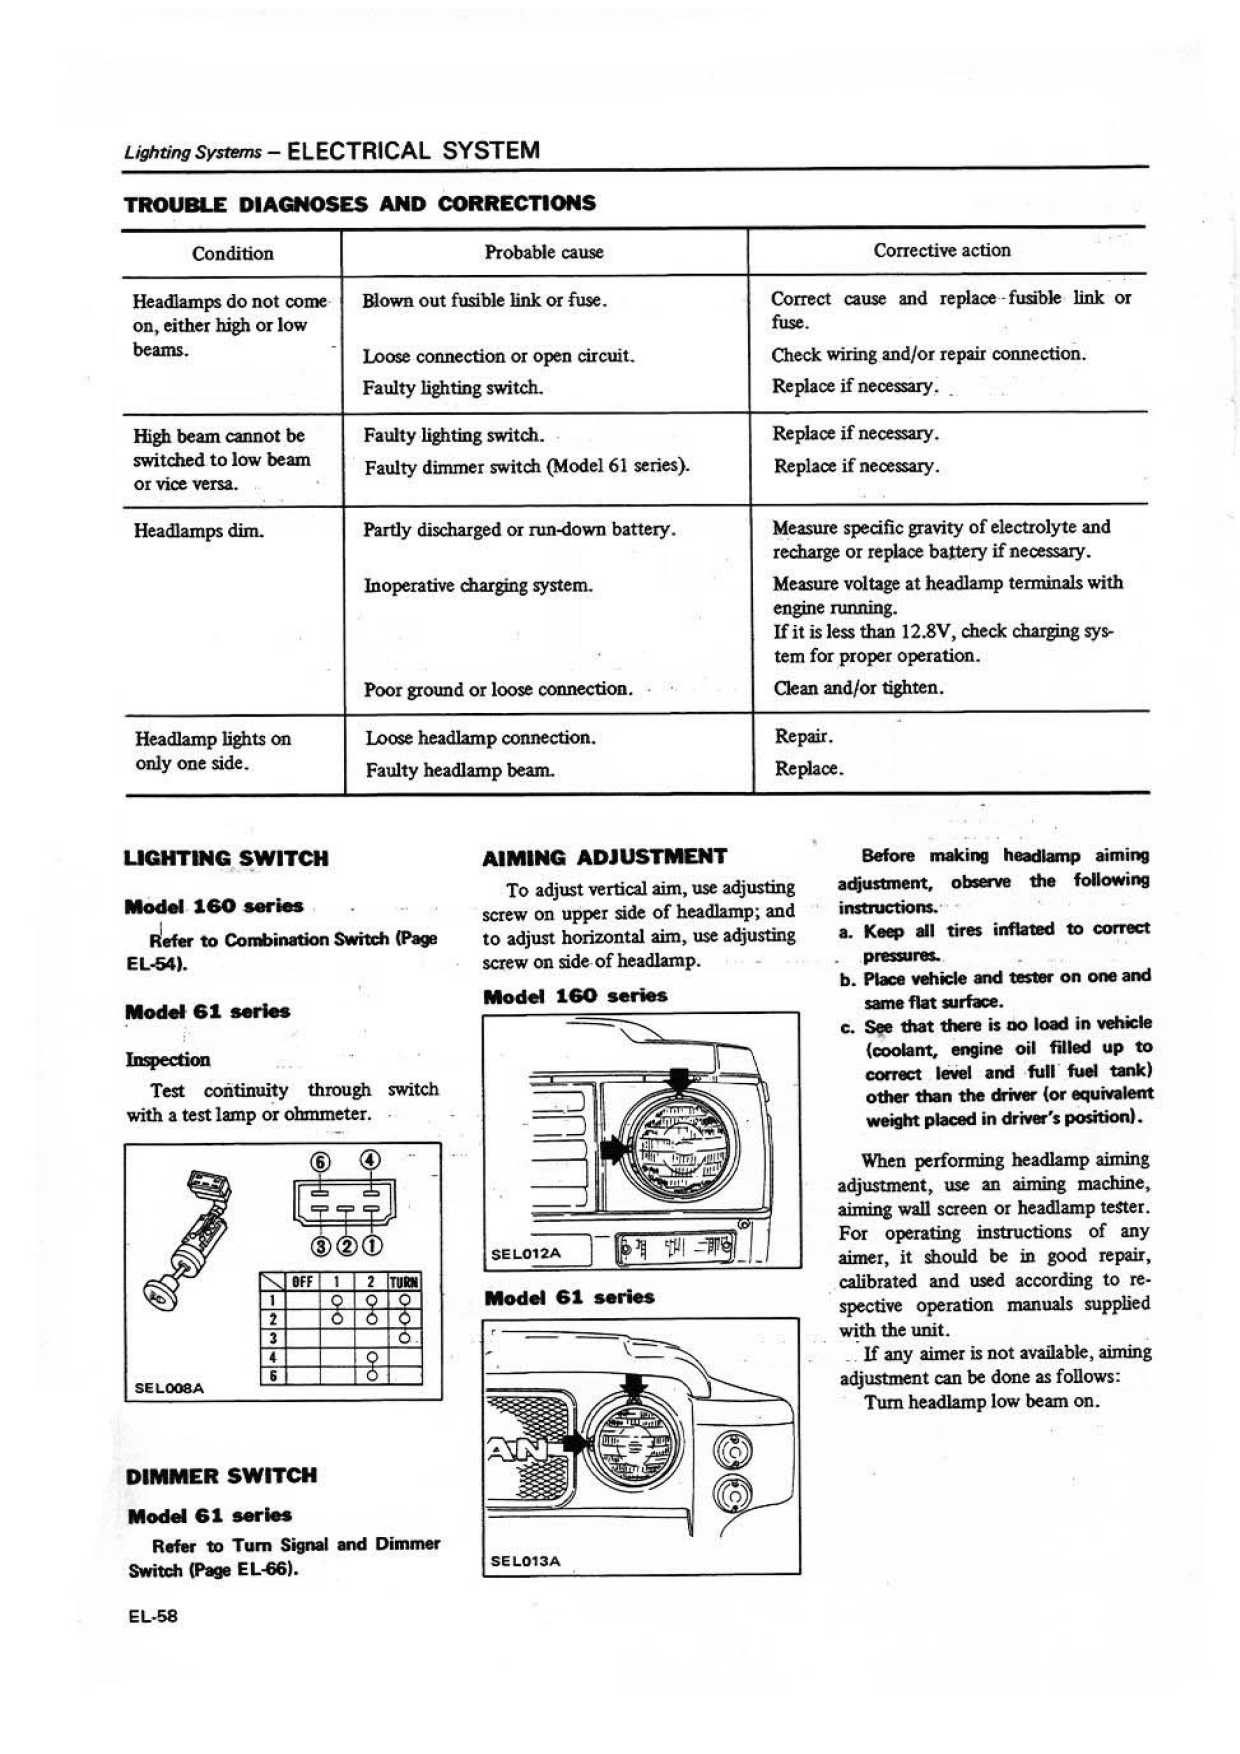 Lighting Systems – ELECTRICAL SYSTEM
TROUBLE DIAGNOSES AND CORRECTIONS
Condition
Probable cause
Corrective action
Headlamps do not come
on, either high or low
beams.
Blown out fusible link or fuse.
Correct cause and replace fusible link or
fuse.
Loose connection or open circuit.
Check wiring and/or repair connection.
Faulty lighting switch.
Replace if necessary.
High beam cannot be
switched to low beam
or vice versa.
Faulty lighting switch.
Replace if necessary.
Faulty dimmer switch (Model 61 series).
Replace if necessary.
Headlamps dim.
Partly discharged or run-down battery.
Measure specific gravity of electrolyte and
recharge or replace battery if necessary.
Inoperative charging system.
Measure voltage at headlamp terminals with
engine running.
If it is less than 12.8V, check charging sys-
tem for proper operation.
Poor ground or loose connection.
Clean and/or tighten.
Headlamp lights on
only one side.
Loose headlamp connection.
Repair.
Faulty headlamp beam.
Replace.
LIGHTING SWITCH
Model 160 series
Refer to Combination Switch (Page
EL-54).
Model 61 series
Inspection
Test continuity through switch
with a test lamp or ohmmeter.
6 4
3 2 1
OFF 1 2 TURN
1
2
3
4
6
SEL008A
DIMMER SWITCH
Model 61 series
Refer to Turn Signal and Dimmer
Switch (Page EL-66).
AIMING ADJUSTMENT
To adjust vertical aim, use adjusting
screw on upper side of headlamp; and
to adjust horizontal aim, use adjusting
screw on side of headlamp.
Model 160 series
SEL012A
Model 61 series
AN
SEL013A
Before making headlamp aiming
adjustment, observe the following
instructions.
a. Keep all tires inflated to correct
pressures.
b. Place vehicle and tester on one and
same flat surface.
c. See that there is no load in vehicle
(coolant, engine oil filled up to
correct level and full fuel tank)
other than the driver (or equivalent
weight placed in driver's position).
When performing headlamp aiming
adjustment, use an aiming machine,
aiming wall screen or headlamp tester.
For operating instructions of any
aimer, it should be in good repair,
calibrated and used according to re-
spective operation manuals supplied
with the unit.
If any aimer is not available, aiming
adjustment can be done as follows:
Turn headlamp low beam on.
EL-58